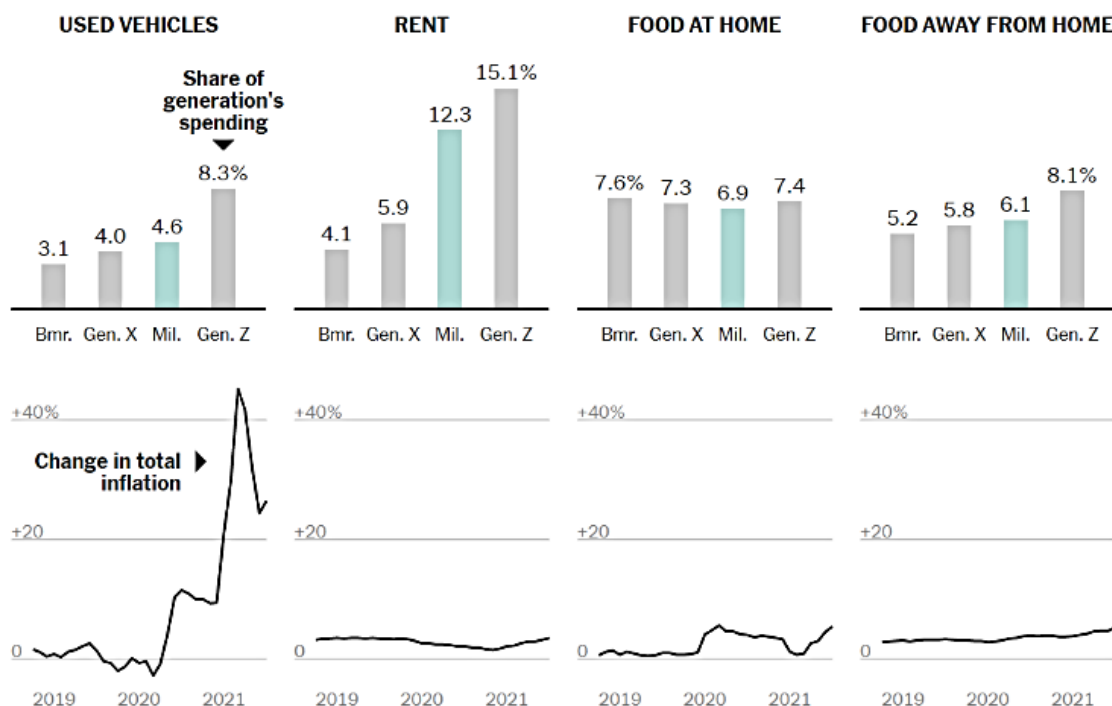 USED VEHICLES
Share of
generation's
spending
3.1
4.0
4.6
8.3%
Bmr.
Gen. X
Mil.
Gen. Z
RENT
4.1
5.9
12.3
15.1%
Bmr.
Gen. X
Mil.
Gen. Z
FOOD AT HOME
7.6%
7.3
6.9
7.4
Bmr.
Gen. X
Mil.
Gen. Z
FOOD AWAY FROM HOME
5.2
5.8
6.1
8.1%
Bmr.
Gen. X
Mil.
Gen. Z
+40%
Change in total
inflation
+20
0
2019
2020
2021
+40%
+20
0
2019
2020
2021
+40%
+20
0
2019
2020
2021
+40%
+20
0
2019
2020
2021